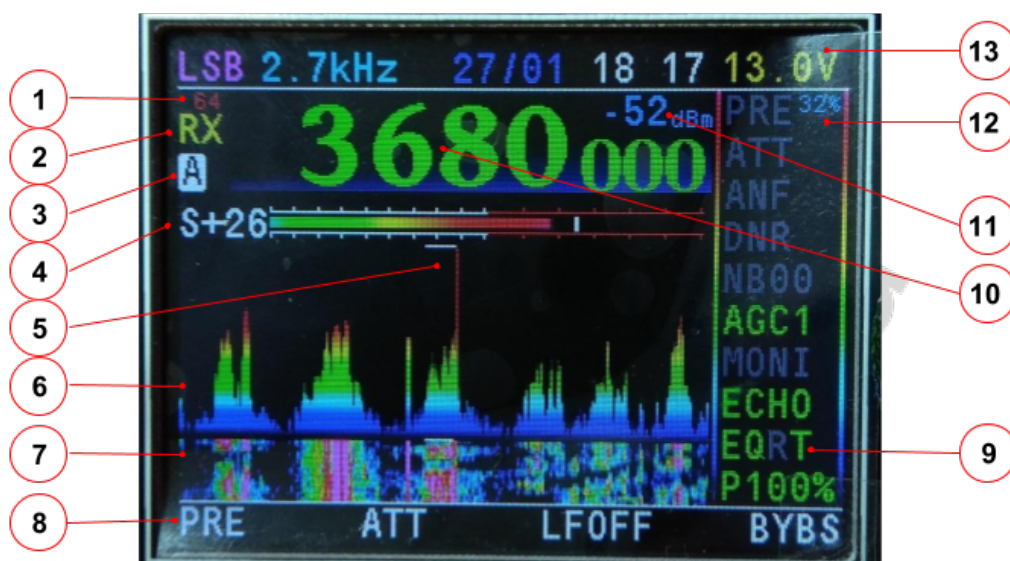 LSB 2.7kHz 27/01 18 17 13.0V
13
1
64
-52dBm
PRE 32%
12
RX
3680 000
2
ATT
A
ANF
3
11
S+26
DNR
4
NB00
10
5
AGC1
MONI
6
ECHO
7
EQRT
9
P100%
8
PRE ATT LFOFF BYBS